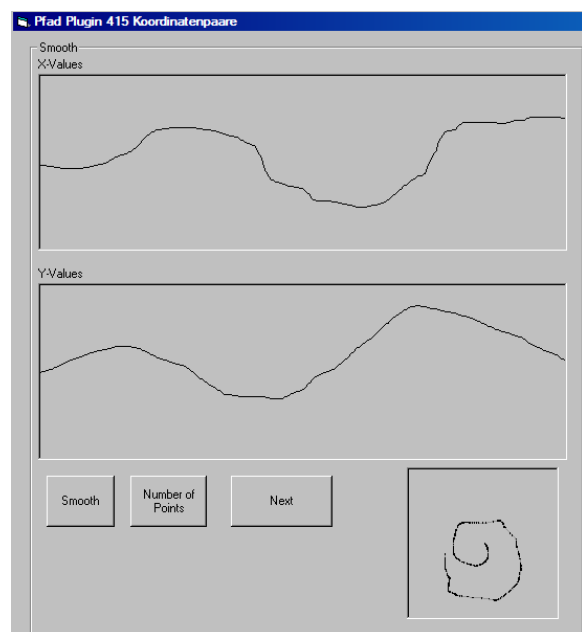 Pfad Plugin 415 Koordinatenpaare
Smooth
X-Values
Y-Values
Smooth
Number of
Points
Next